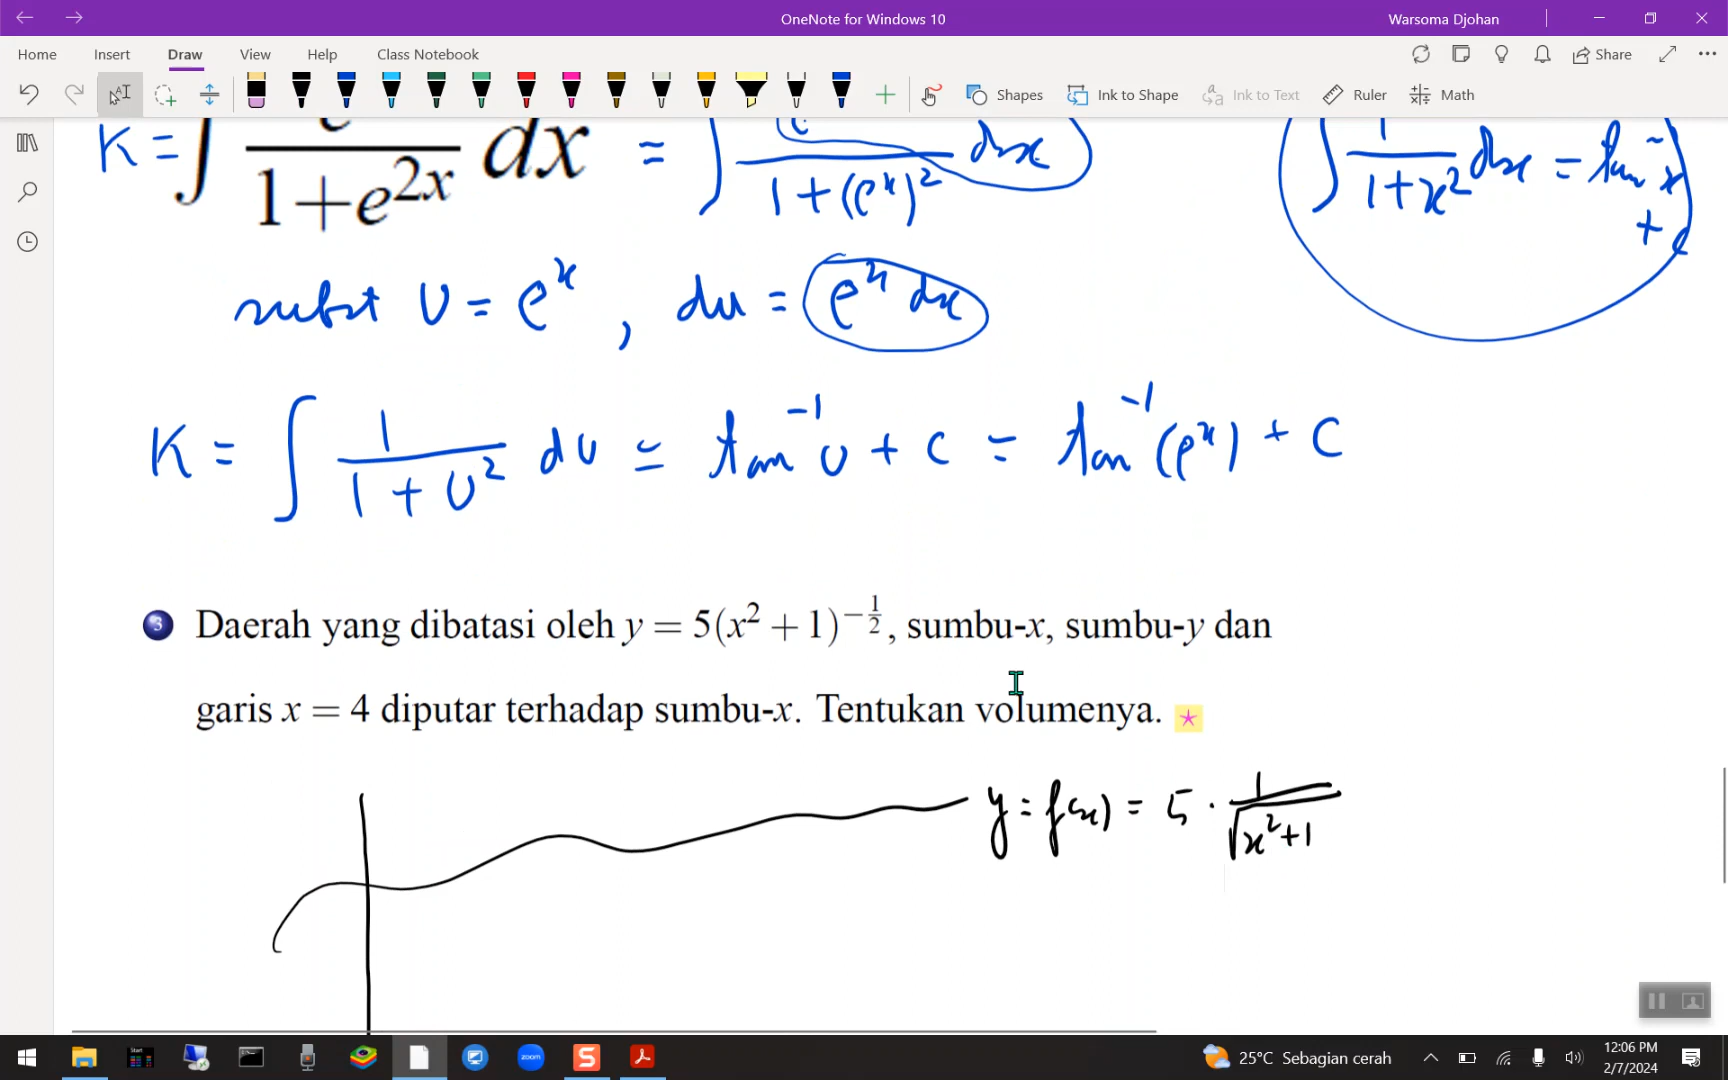 OneNote for Windows 10
Warsoma Djohan
Home Insert Draw View Help Class Notebook
Share
Shapes Ink to Shape Ink to Text Ruler Math
K = ∫ e / 1+e^{2x} dx = ∫ (e / 1+(e^x)^2 dx
∫ 1 / 1+x^2 dx = tan^- x + c
subst U = e^x , du = e^x dx
K = ∫ 1 / 1+U^2 dU = tan^{-1} U + C = tan^{-1}(e^x) + C
3 Daerah yang dibatasi oleh y = 5(x^2 + 1)^{-1/2}, sumbu-x, sumbu-y dan
garis x = 4 diputar terhadap sumbu-x. Tentukan volumenya. ★
y = f(x) = 5 · 1 / √x^2+1
Start
zoom
S
25°C Sebagian cerah
12:06 PM
2/7/2024